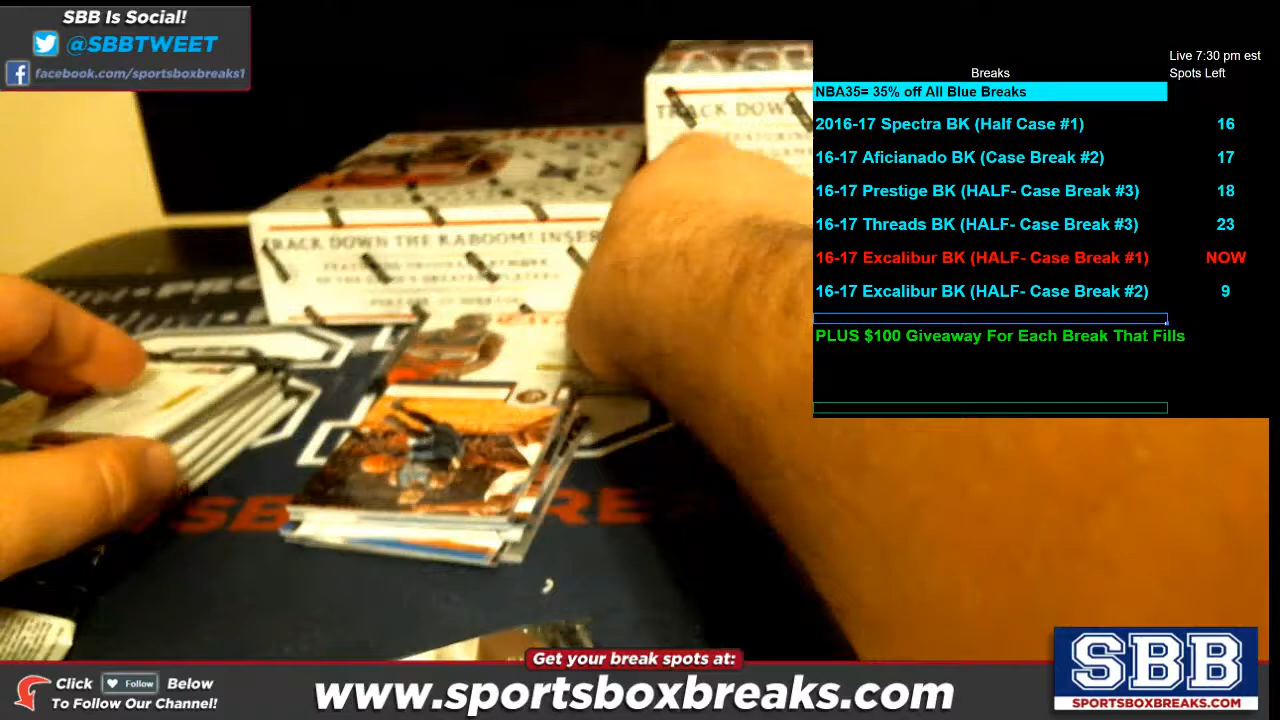 SBB Is Social!
@SBBTWEET
facebook.com/sportsboxbreaks1
Live 7:30 pm est
Breaks
Spots Left
NBA35= 35% off All Blue Breaks
2016-17 Spectra BK (Half Case #1) 16
16-17 Aficianado BK (Case Break #2) 17
16-17 Prestige BK (HALF- Case Break #3) 18
16-17 Threads BK (HALF- Case Break #3) 23
16-17 Excalibur BK (HALF- Case Break #1) NOW
16-17 Excalibur BK (HALF- Case Break #2) 9
PLUS $100 Giveaway For Each Break That Fills
TRACK DOWN
TRACK DOWN THE KABOOM! INSER
SBB
Get your break spots at:
Click Follow Below
To Follow Our Channel!
www.sportsboxbreaks.com
SBB
SPORTSBOXBREAKS.COM